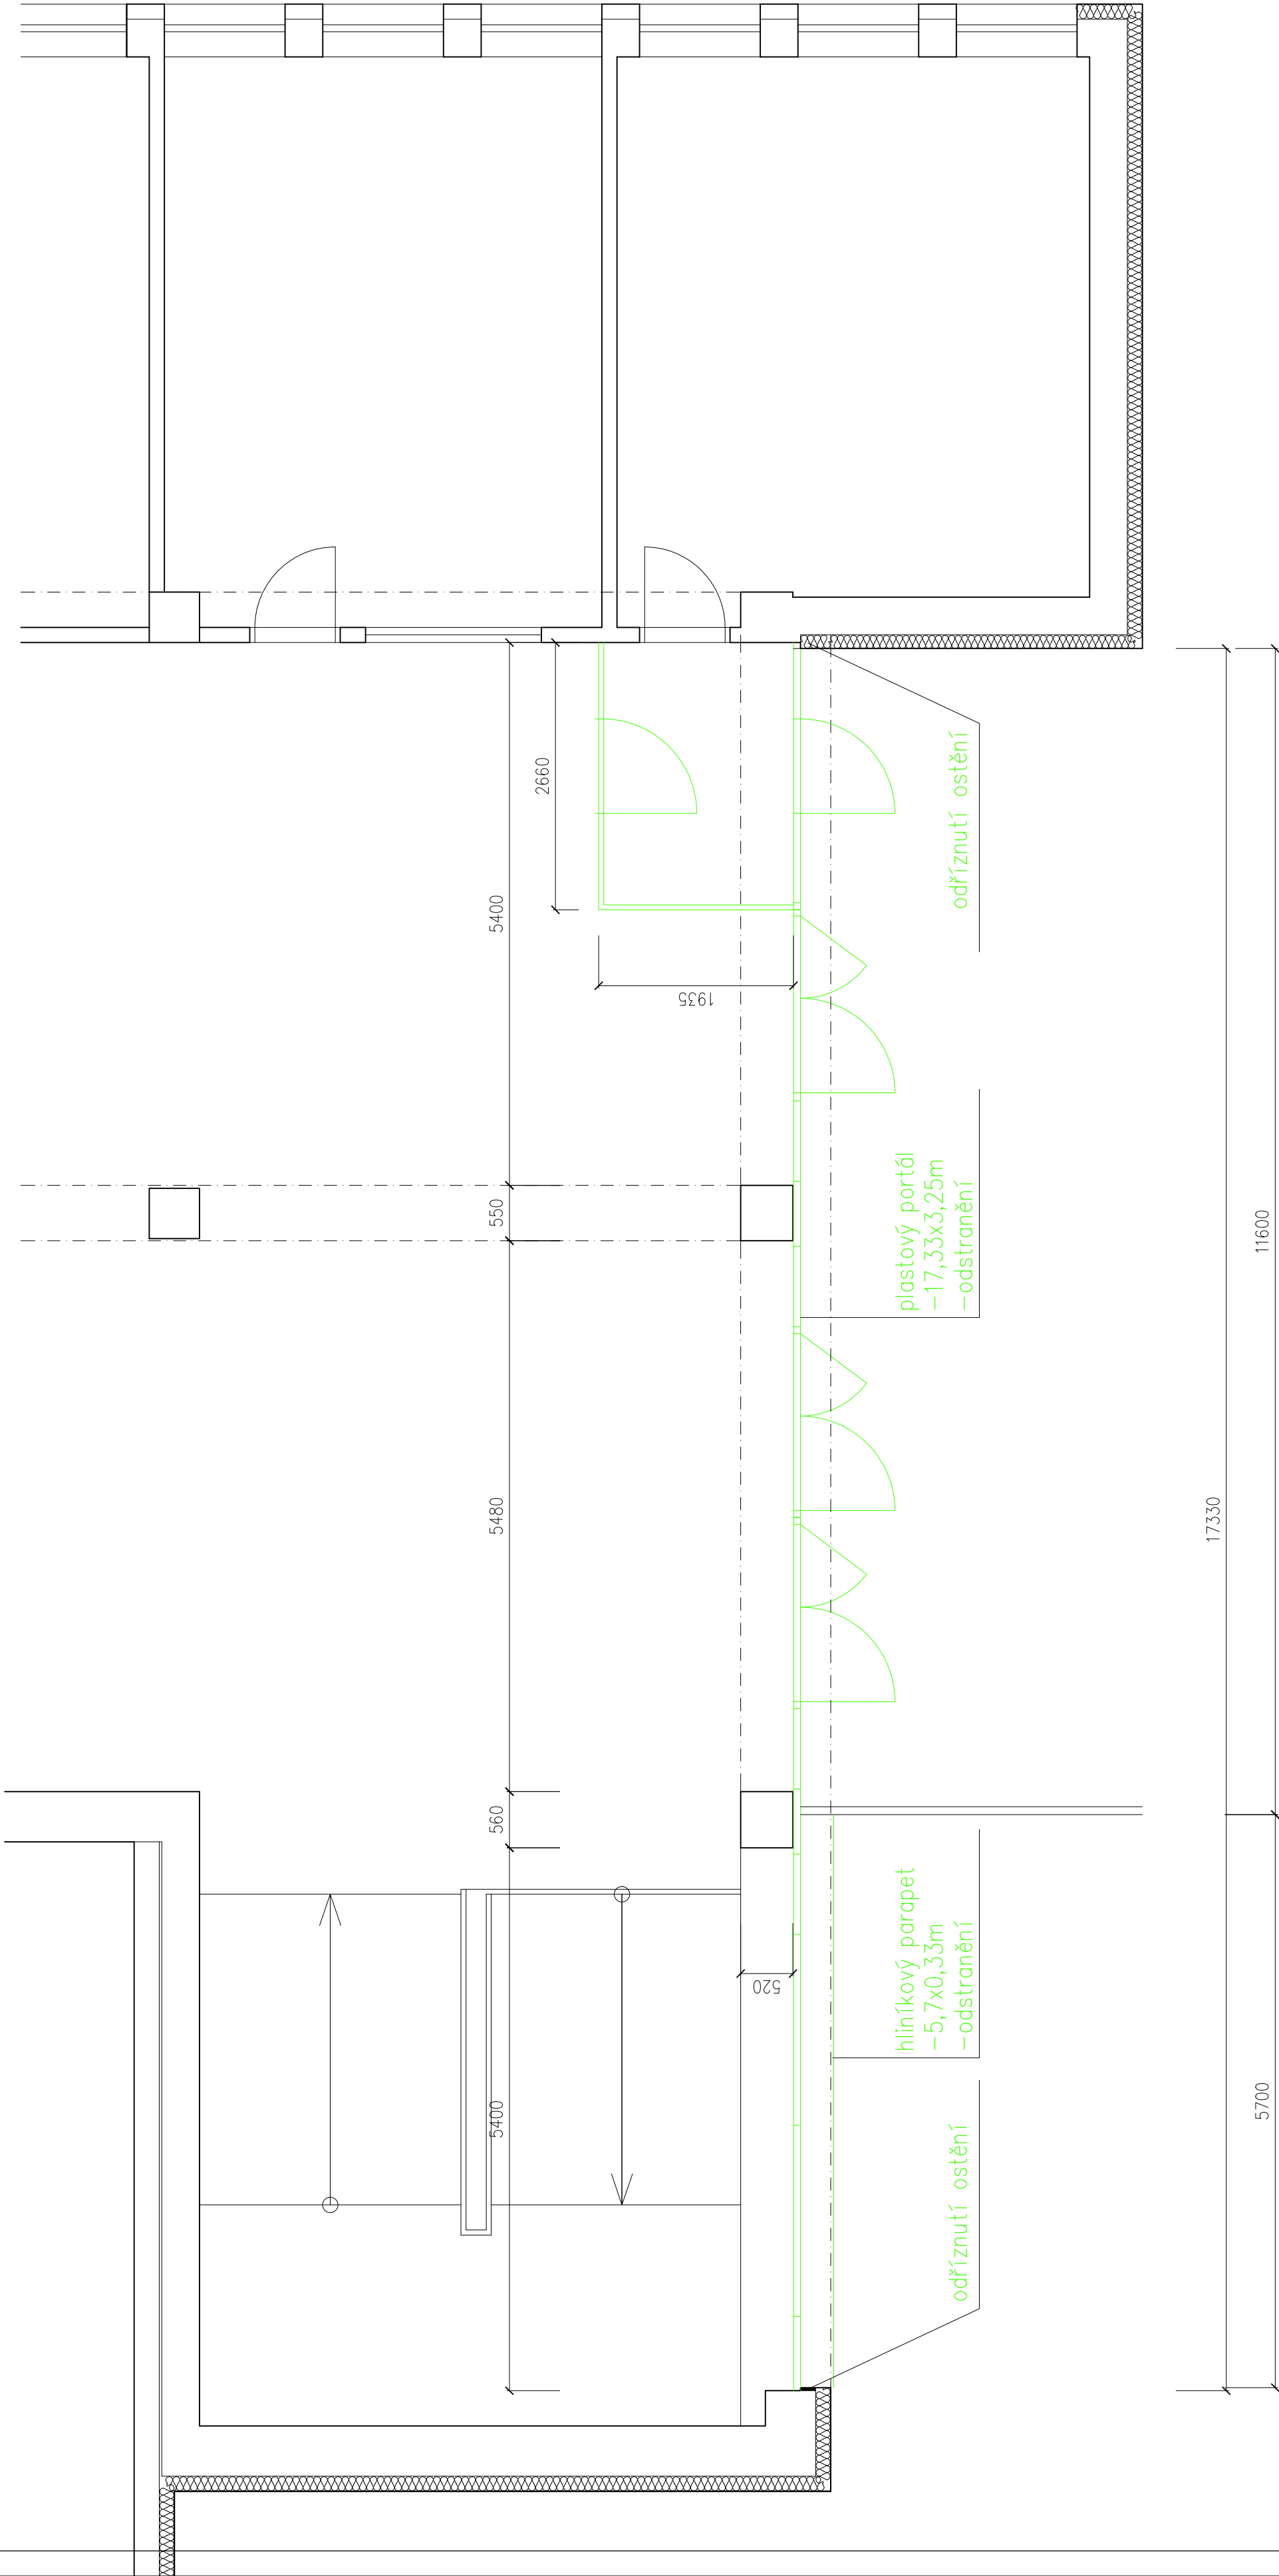 2660
5400
1935
550
5480
560
520
5400
odříznutí ostění
plastový portál
-17,33x3,25m
-odstranění
hliníkový parapet
-5,7x0,33m
-odstranění
odříznutí ostění
11600
17330
5700